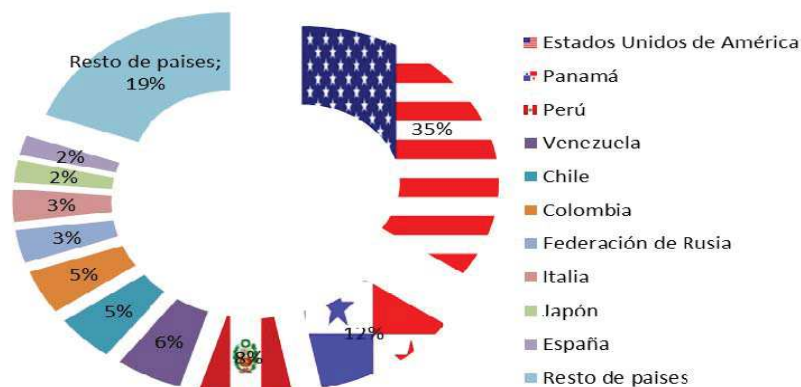 Resto de paises;
19%
35%
2%
2%
3%
3%
5%
5%
6%
8%
12%
Estados Unidos de América
Panamá
Perú
Venezuela
Chile
Colombia
Federación de Rusia
Italia
Japón
España
Resto de paises